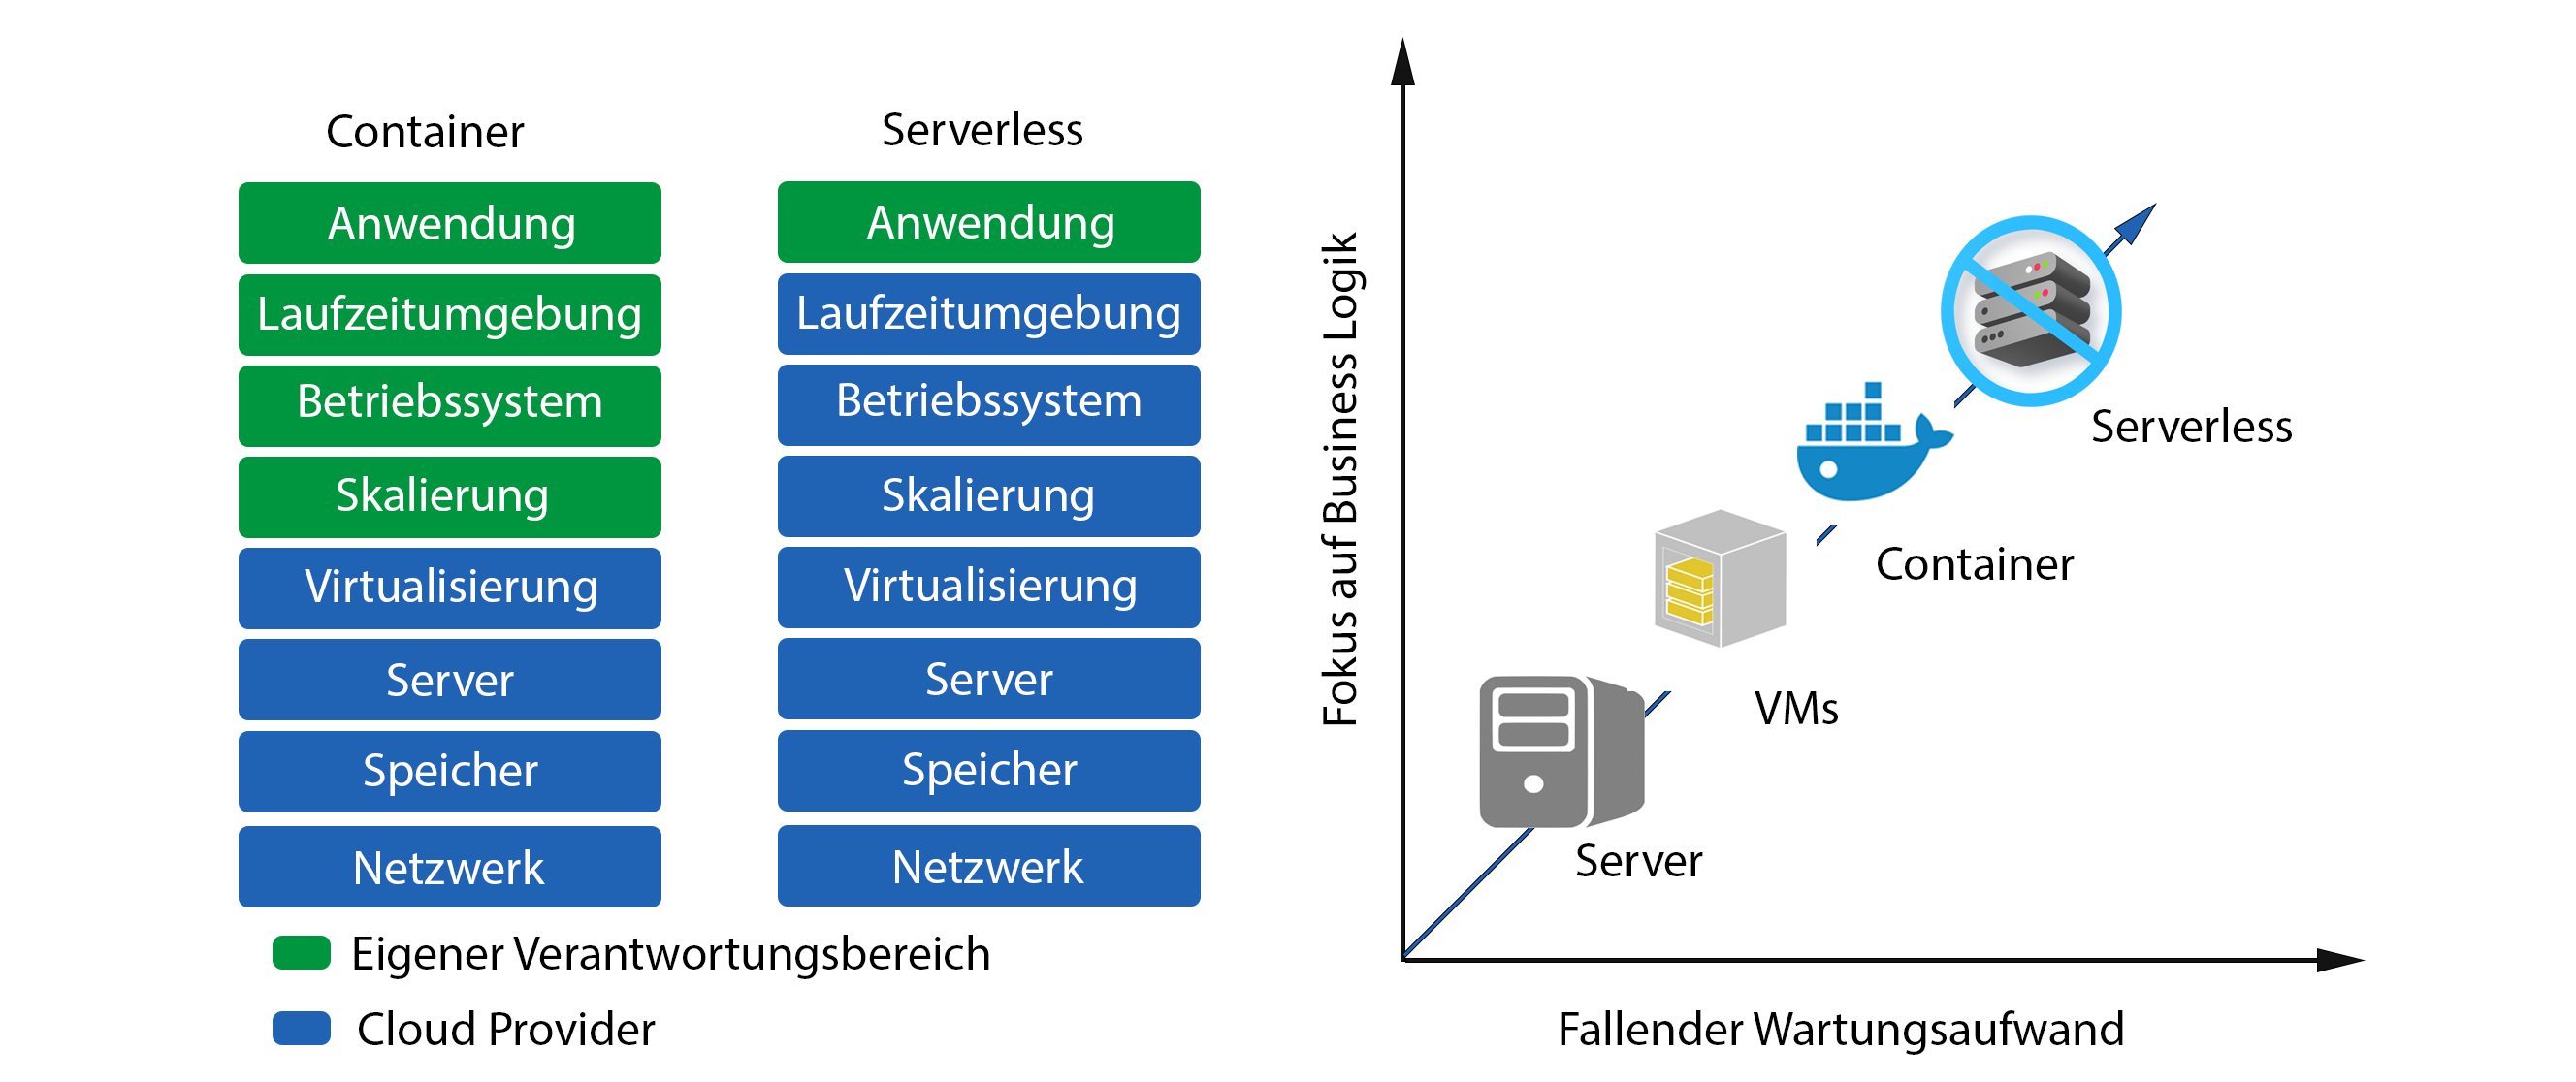 Container
Anwendung
Laufzeitumgebung
Betriebssystem
Skalierung
Virtualisierung
Server
Speicher
Netzwerk
Serverless
Anwendung
Laufzeitumgebung
Betriebssystem
Skalierung
Virtualisierung
Server
Speicher
Netzwerk
Eigener Verantwortungsbereich
Cloud Provider
Fokus auf Business Logik
Serverless
Container
VMs
Server
Fallender Wartungsaufwand